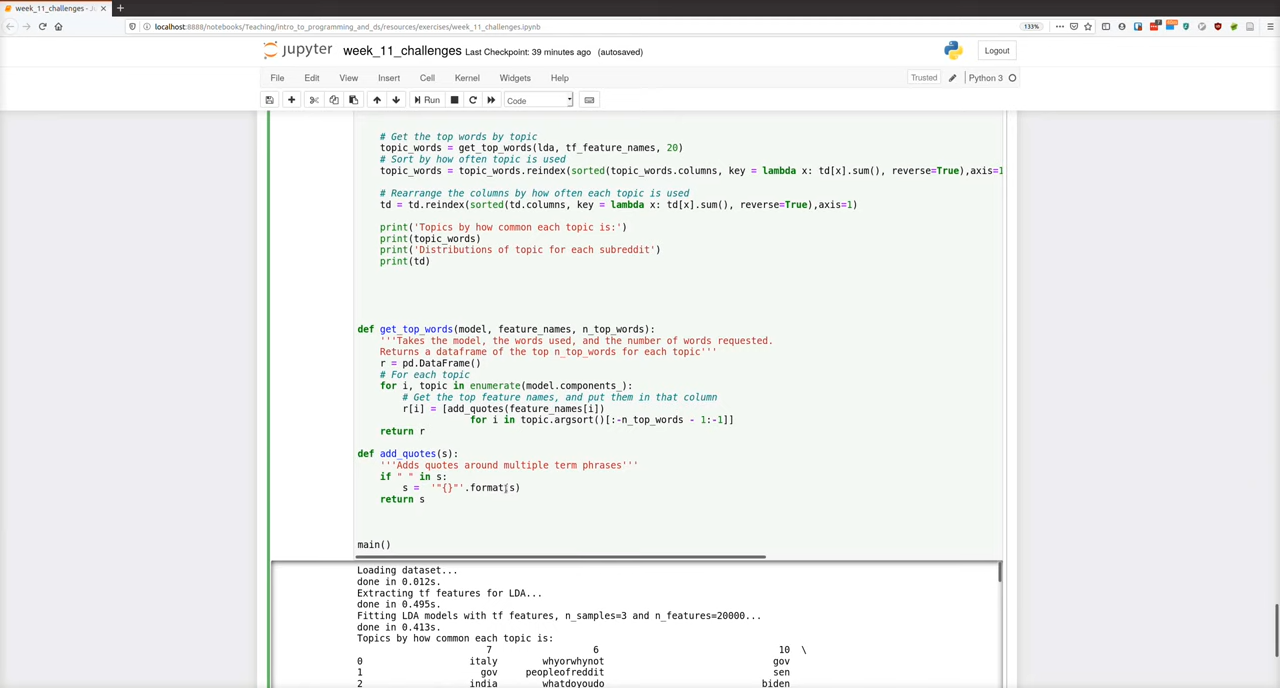 week_11_challenges - Ju
localhost:8888/notebooks/Teaching/intro_to_programming_and_ds/resources/exercises/week_11_challenges.ipynb
133%
jupyter week_11_challenges Last Checkpoint: 39 minutes ago (autosaved)
Logout
File Edit View Insert Cell Kernel Widgets Help
Trusted Python 3
Run Code
# Get the top words by topic
topic_words = get_top_words(lda, tf_feature_names, 20)
# Sort by how often topic is used
topic_words = topic_words.reindex(sorted(topic_words.columns, key = lambda x: td[x].sum(), reverse=True),axis=1
# Rearrange the columns by how often each topic is used
td = td.reindex(sorted(td.columns, key = lambda x: td[x].sum(), reverse=True),axis=1)
print('Topics by how common each topic is:')
print(topic_words)
print('Distributions of topic for each subreddit')
print(td)
def get_top_words(model, feature_names, n_top_words):
'''Takes the model, the words used, and the number of words requested.
Returns a dataframe of the top n_top_words for each topic'''
r = pd.DataFrame()
# For each topic
for i, topic in enumerate(model.components_):
# Get the top feature names, and put them in that column
r[i] = [add_quotes(feature_names[i])
for i in topic.argsort()[:-n_top_words - 1:-1]]
return r
def add_quotes(s):
'''Adds quotes around multiple term phrases'''
if " " in s:
s = '"{}"'.format(s)
return s
main()
Loading dataset...
done in 0.012s.
Extracting tf features for LDA...
done in 0.495s.
Fitting LDA models with tf features, n_samples=3 and n_features=20000...
done in 0.413s.
Topics by how common each topic is:
7 6 10 \
0 italy whyorwhynot gov
1 gov peopleofreddit sen
2 india whatdoyoudo biden